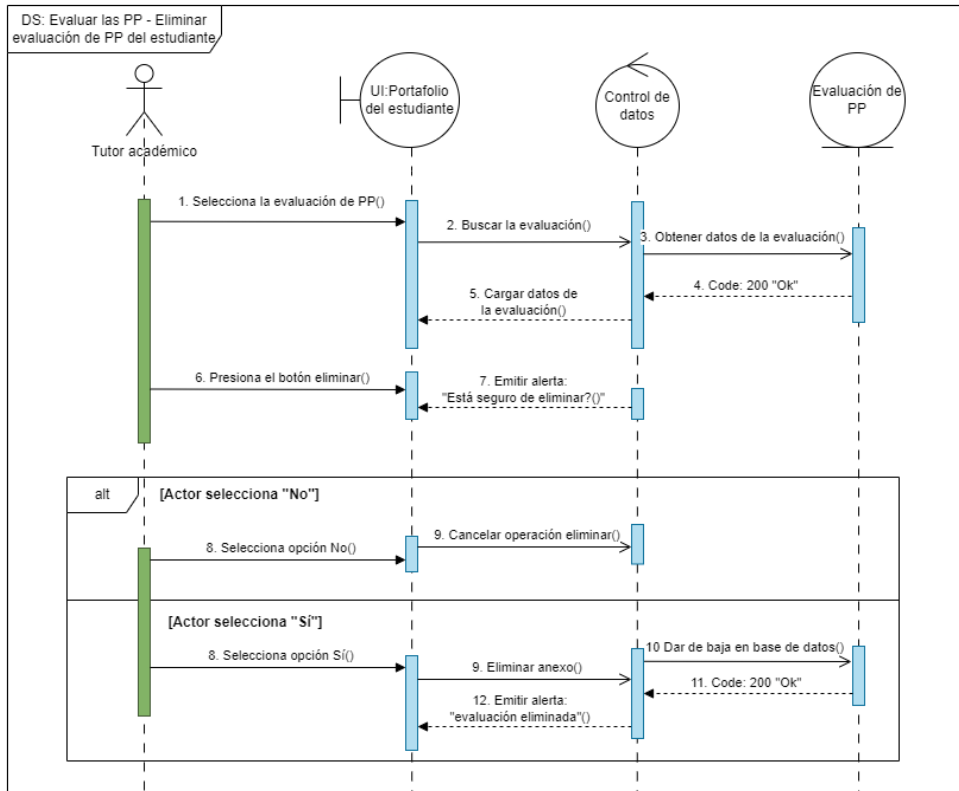 DS: Evaluar las PP - Eliminar
evaluación de PP del estudiante
Tutor académico
UI:Portafolio
del estudiante
Control de
datos
Evaluación de
PP
1. Selecciona la evaluación de PP()
2. Buscar la evaluación()
3. Obtener datos de la evaluación()
4. Code: 200 "Ok"
5. Cargar datos de
la evaluación()
6. Presiona el botón eliminar()
7. Emitir alerta:
"Está seguro de eliminar?()"
alt
[Actor selecciona "No"]
8. Selecciona opción No()
9. Cancelar operación eliminar()
[Actor selecciona "Sí"]
8. Selecciona opción Sí()
9. Eliminar anexo()
10 Dar de baja en base de datos()
11. Code: 200 "Ok"
12. Emitir alerta:
"evaluación eliminada"()